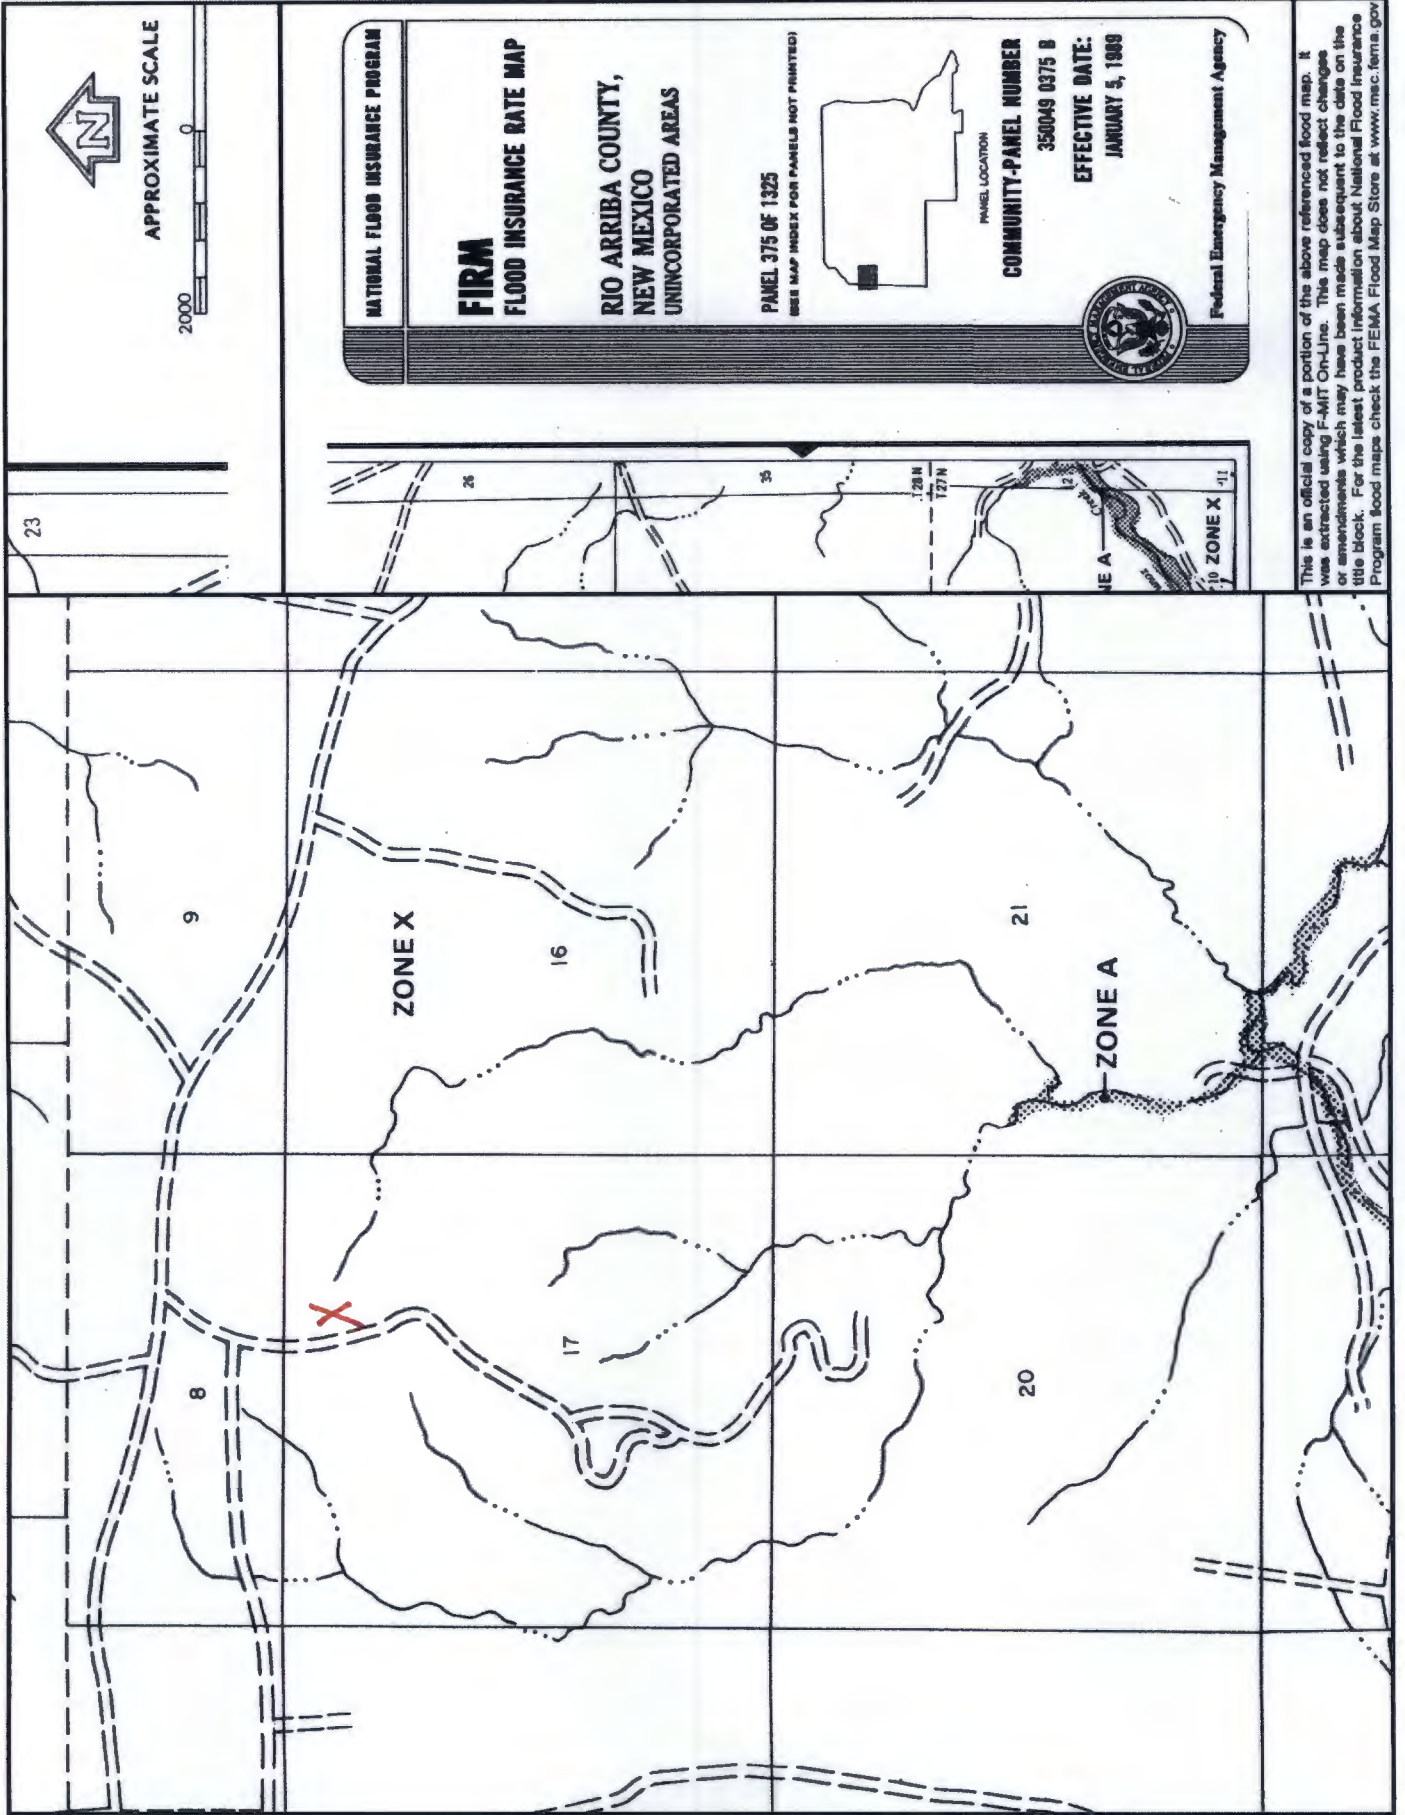 APPROXIMATE SCALE
2000 0
N
NATIONAL FLOOD INSURANCE PROGRAM
FIRM
FLOOD INSURANCE RATE MAP
RIO ARRIBA COUNTY,
NEW MEXICO
UNINCORPORATED AREAS
PANEL 375 OF 1325
(SEE MAP INDEX FOR PANELS NOT PRINTED)
PANEL LOCATION
COMMUNITY-PANEL NUMBER
350049 0375 B
EFFECTIVE DATE:
JANUARY 5, 1989
Federal Emergency Management Agency
This is an official copy of a portion of the above referenced flood map. It
was extracted using F-MIT On-Line. This map does not reflect changes
or amendments which may have been made subsequent to the date on the
title block. For the latest product information about National Flood Insurance
Program flood maps check the FEMA Flood Map Store at www.msc.fema.gov
23
26
35
T 28 N
T 27 N
12
NE A
10
ZONE X
11
9
ZONE X
16
21
ZONE A
8
17
20
X